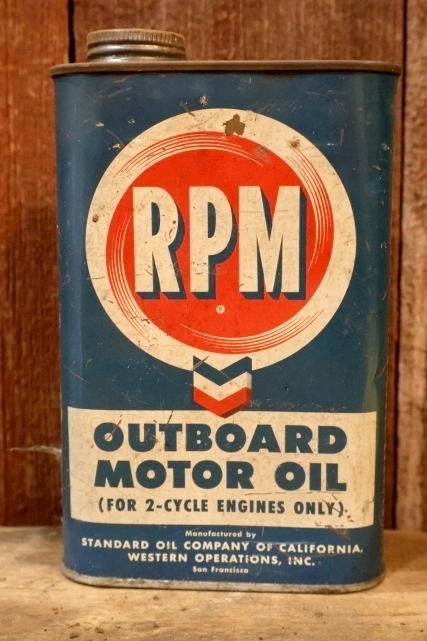 RPM
®
OUTBOARD
MOTOR OIL
(FOR 2-CYCLE ENGINES ONLY)
Manufactured by
STANDARD OIL COMPANY OF CALIFORNIA,
WESTERN OPERATIONS, INC.
San Francisco